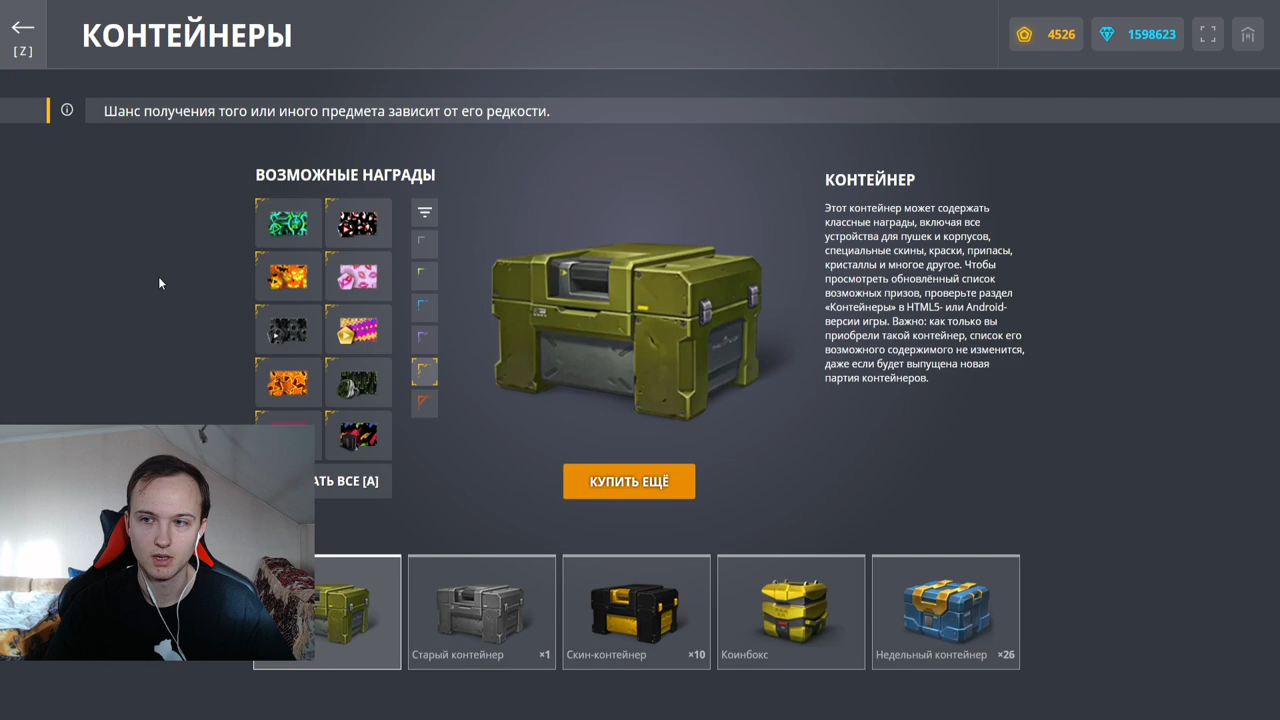 КОНТЕЙНЕРЫ
4526
1598623
[ Z ]
Шанс получения того или иного предмета зависит от его редкости.
ВОЗМОЖНЫЕ НАГРАДЫ
КОНТЕЙНЕР
Этот контейнер может содержать
классные награды, включая все
устройства для пушек и корпусов,
специальные скины, краски, припасы,
кристаллы и многое другое. Чтобы
просмотреть обновлённый список
возможных призов, проверьте раздел
«Контейнеры» в HTML5- или Android-
версии игры. Важно: как только вы
приобрели такой контейнер, список его
возможного содержимого не изменится,
даже если будет выпущена новая
партия контейнеров.
АТЬ ВСЕ [A]
КУПИТЬ ЕЩЁ
Старый контейнер ×1
Скин-контейнер ×10
Коинбокс
Недельный контейнер ×26